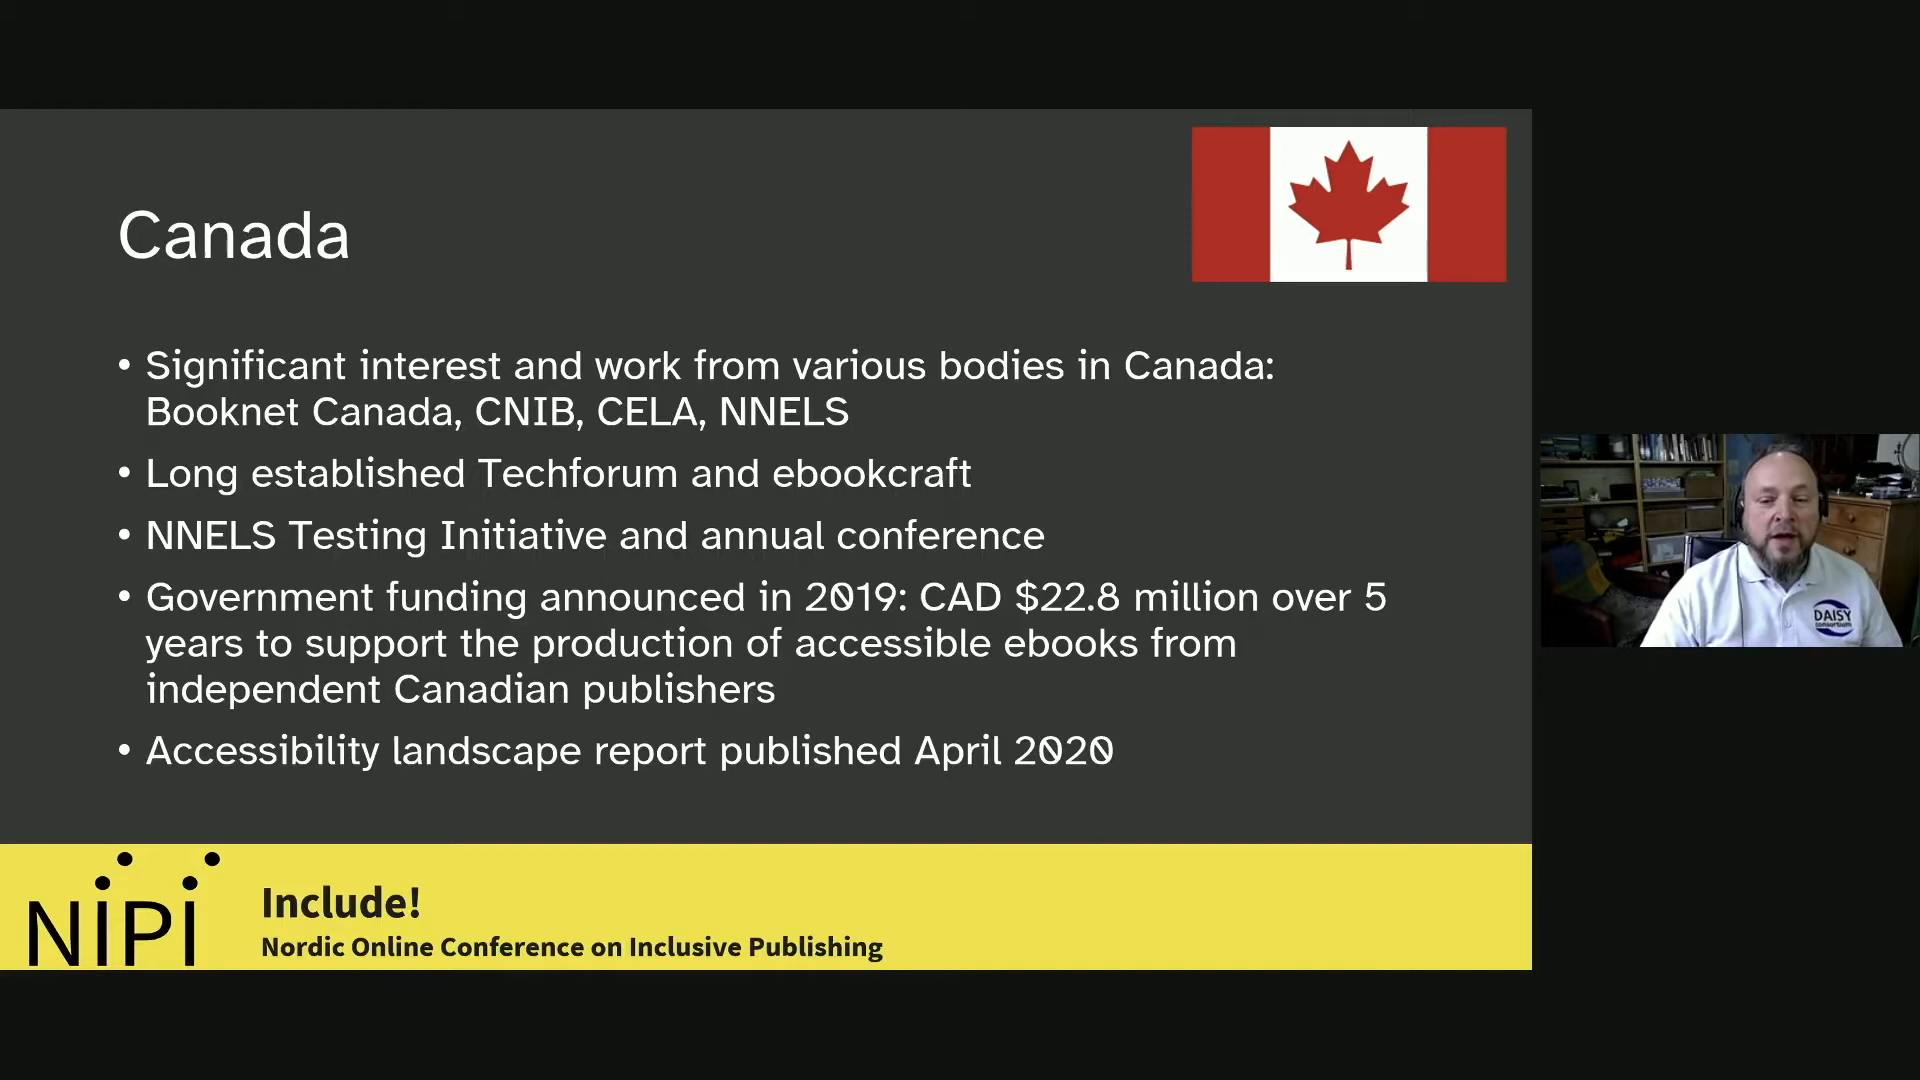 Canada
• Significant interest and work from various bodies in Canada:
Booknet Canada, CNIB, CELA, NNELS
• Long established Techforum and ebookcraft
• NNELS Testing Initiative and annual conference
• Government funding announced in 2019: CAD $22.8 million over 5
years to support the production of accessible ebooks from
independent Canadian publishers
• Accessibility landscape report published April 2020
NiPi
Include!
Nordic Online Conference on Inclusive Publishing
DAISY
Consortium